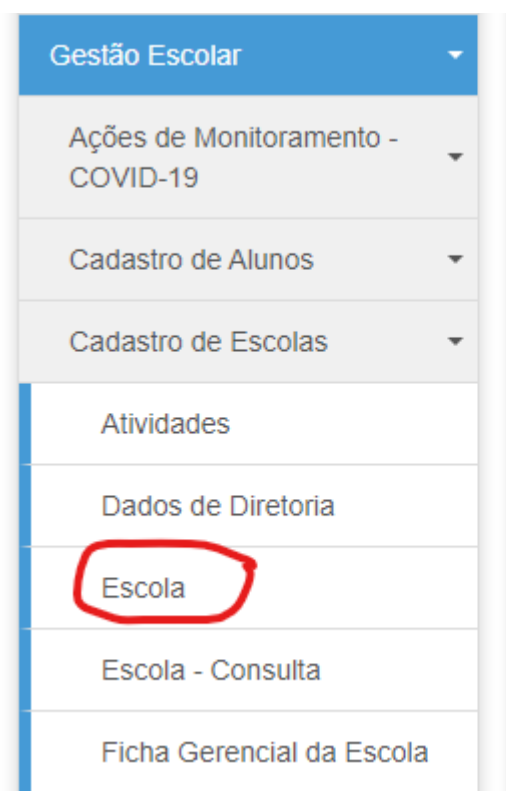 Gestão Escolar
Ações de Monitoramento -
COVID-19
Cadastro de Alunos
Cadastro de Escolas
Atividades
Dados de Diretoria
Escola
Escola - Consulta
Ficha Gerencial da Escola